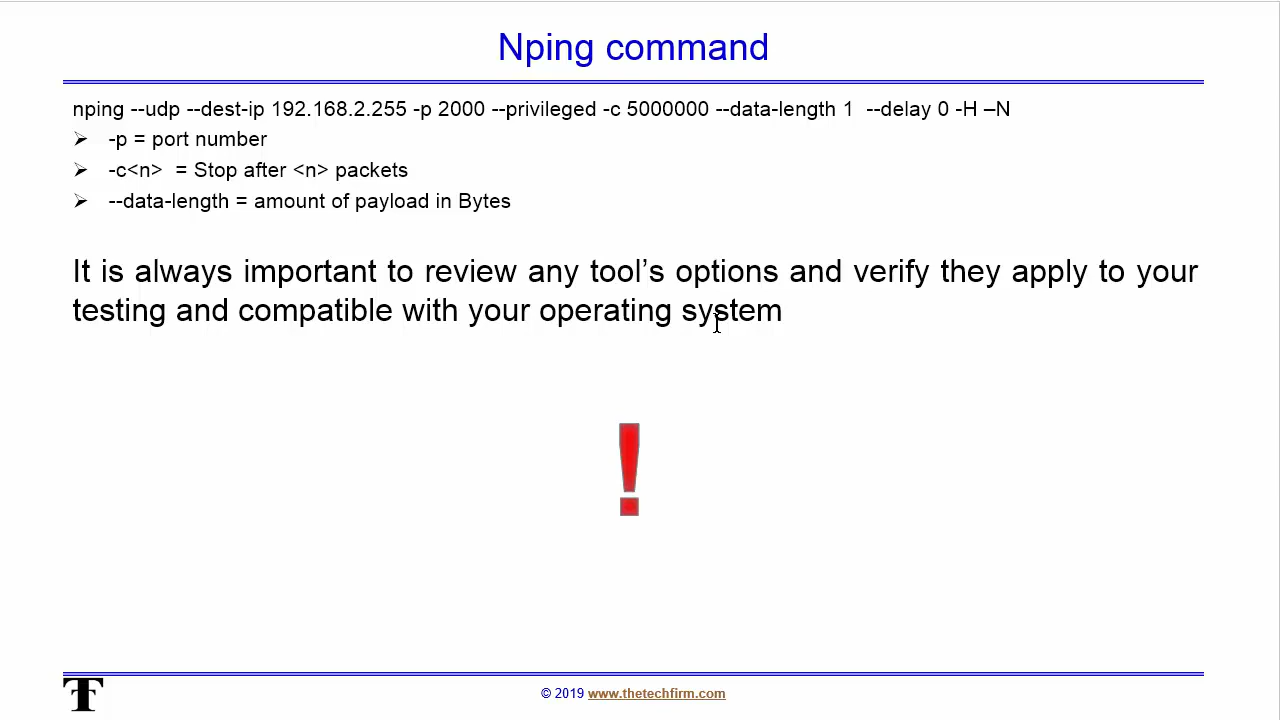 Nping command
nping --udp --dest-ip 192.168.2.255 -p 2000 --privileged -c 5000000 --data-length 1  --delay 0 -H –N
➢ -p = port number
➢ -c<n>  = Stop after <n> packets
➢ --data-length = amount of payload in Bytes
It is always important to review any tool’s options and verify they apply to your
testing and compatible with your operating system
!
© 2019 www.thetechfirm.com